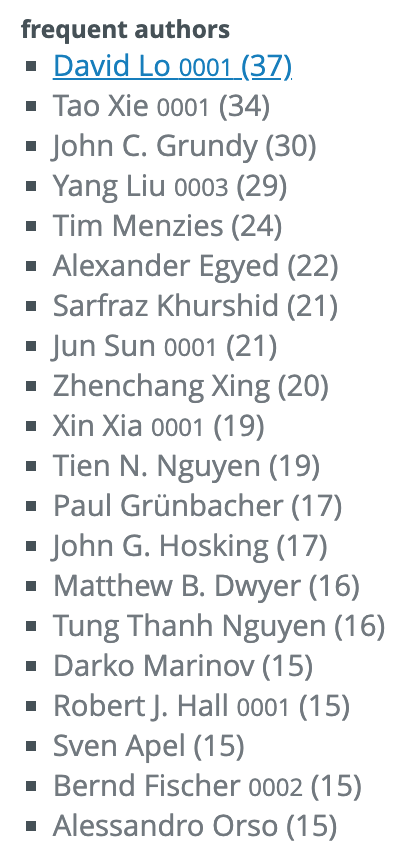 frequent authors
David Lo 0001 (37)
Tao Xie 0001 (34)
John C. Grundy (30)
Yang Liu 0003 (29)
Tim Menzies (24)
Alexander Egyed (22)
Sarfraz Khurshid (21)
Jun Sun 0001 (21)
Zhenchang Xing (20)
Xin Xia 0001 (19)
Tien N. Nguyen (19)
Paul Grünbacher (17)
John G. Hosking (17)
Matthew B. Dwyer (16)
Tung Thanh Nguyen (16)
Darko Marinov (15)
Robert J. Hall 0001 (15)
Sven Apel (15)
Bernd Fischer 0002 (15)
Alessandro Orso (15)